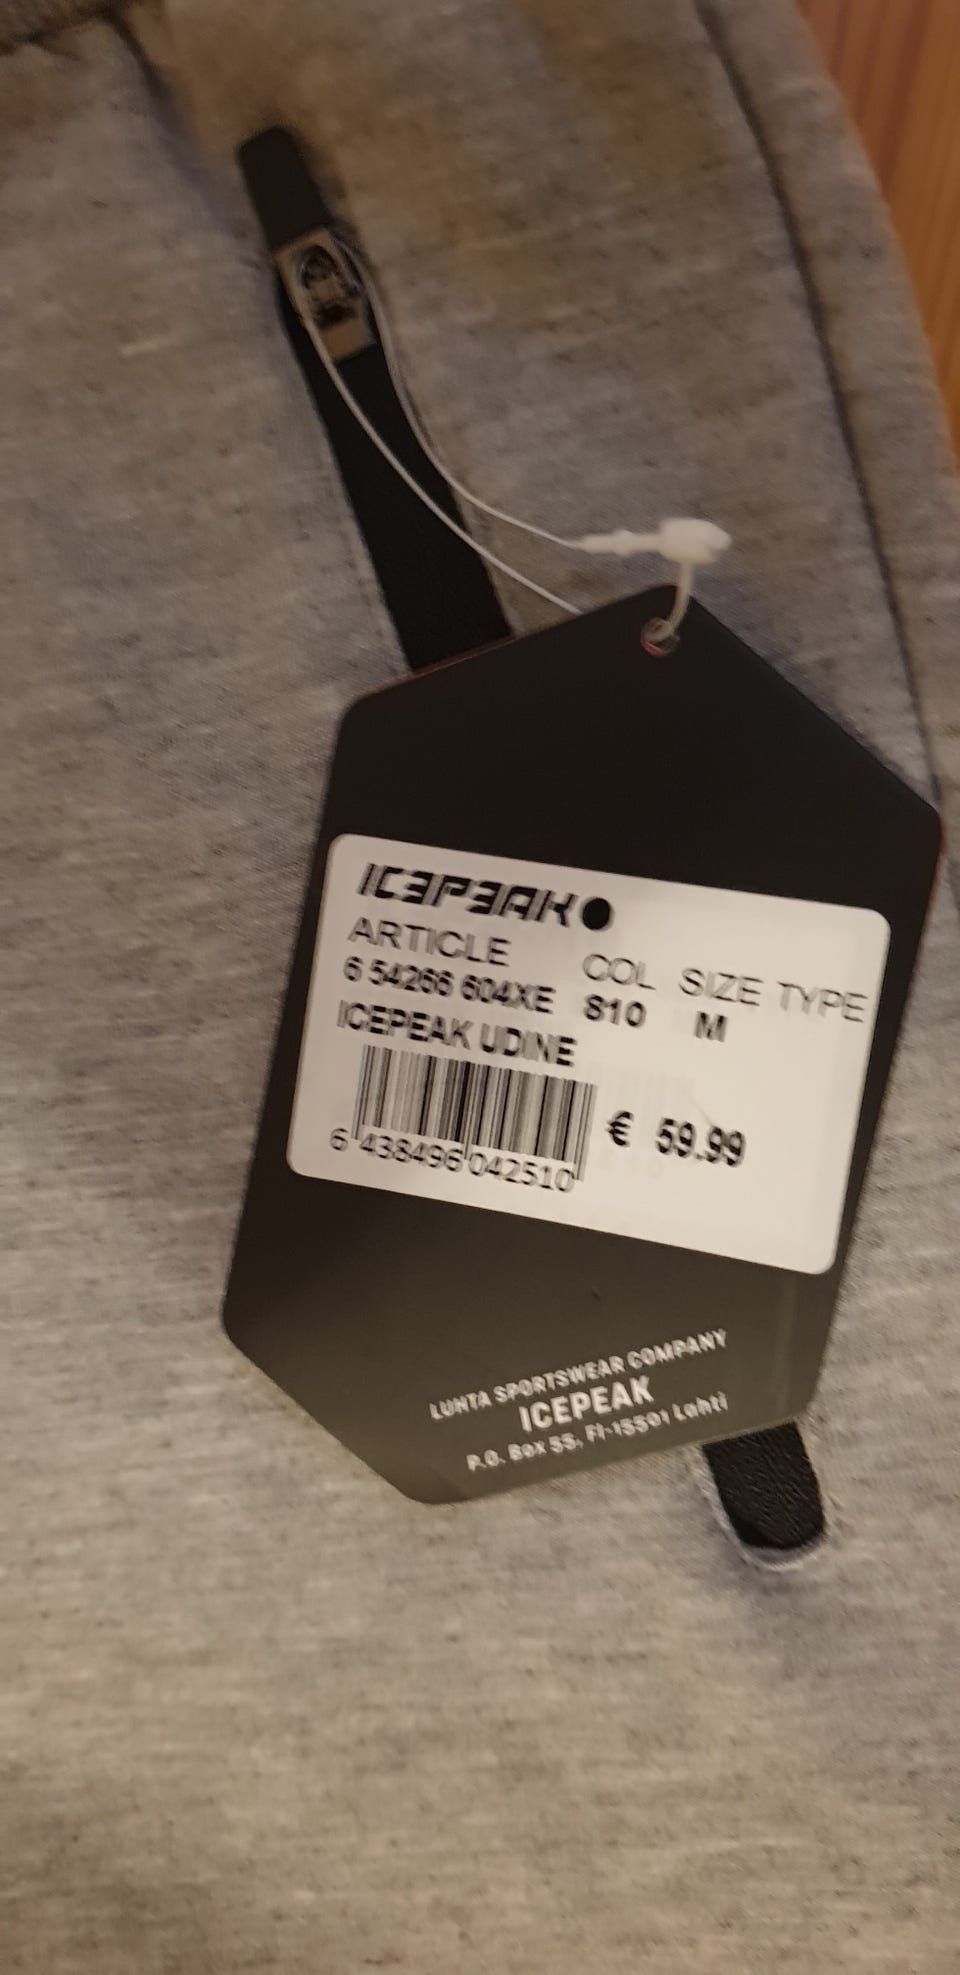 ICEPEAK
ARTICLE COL SIZE TYPE
6 54266 604XE 810 M
ICEPEAK UDINE
€ 59.99
6 438496 042510
LUHTA SPORTSWEAR COMPANY
ICEPEAK
P.O. Box 55, FI-15501 Lahti